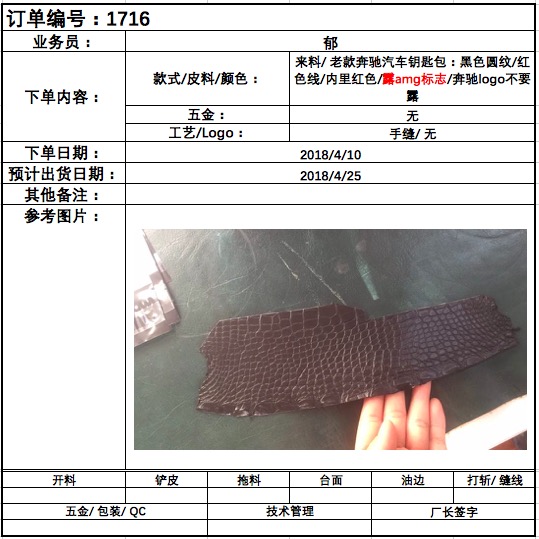 订单编号：1716
业务员： 郁
下单内容：
款式/皮料/颜色：
来料/ 老款奔驰汽车钥匙包：黑色圆纹/红
色线/内里红色/露amg标志/奔驰logo不要
露
五金： 无
工艺/Logo： 手缝/ 无
下单日期： 2018/4/10
预计出货日期： 2018/4/25
其他备注：
参考图片：
开料 铲皮 拖料 台面 油边 打斩/ 缝线
五金/ 包装/ QC 技术管理 厂长签字